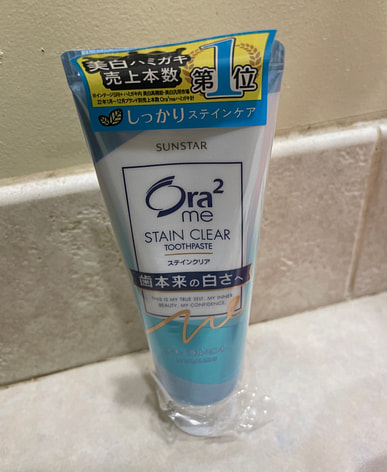 美白ハミガキ
売上本数
第1位
しっかりステインケア
SUNSTAR
Ora²
me
STAIN CLEAR
TOOTHPASTE
ステインクリア
歯本来の白さへ
THIS IS MY TRUE SELF. MY INNER
BEAUTY. MY CONFIDENCE.